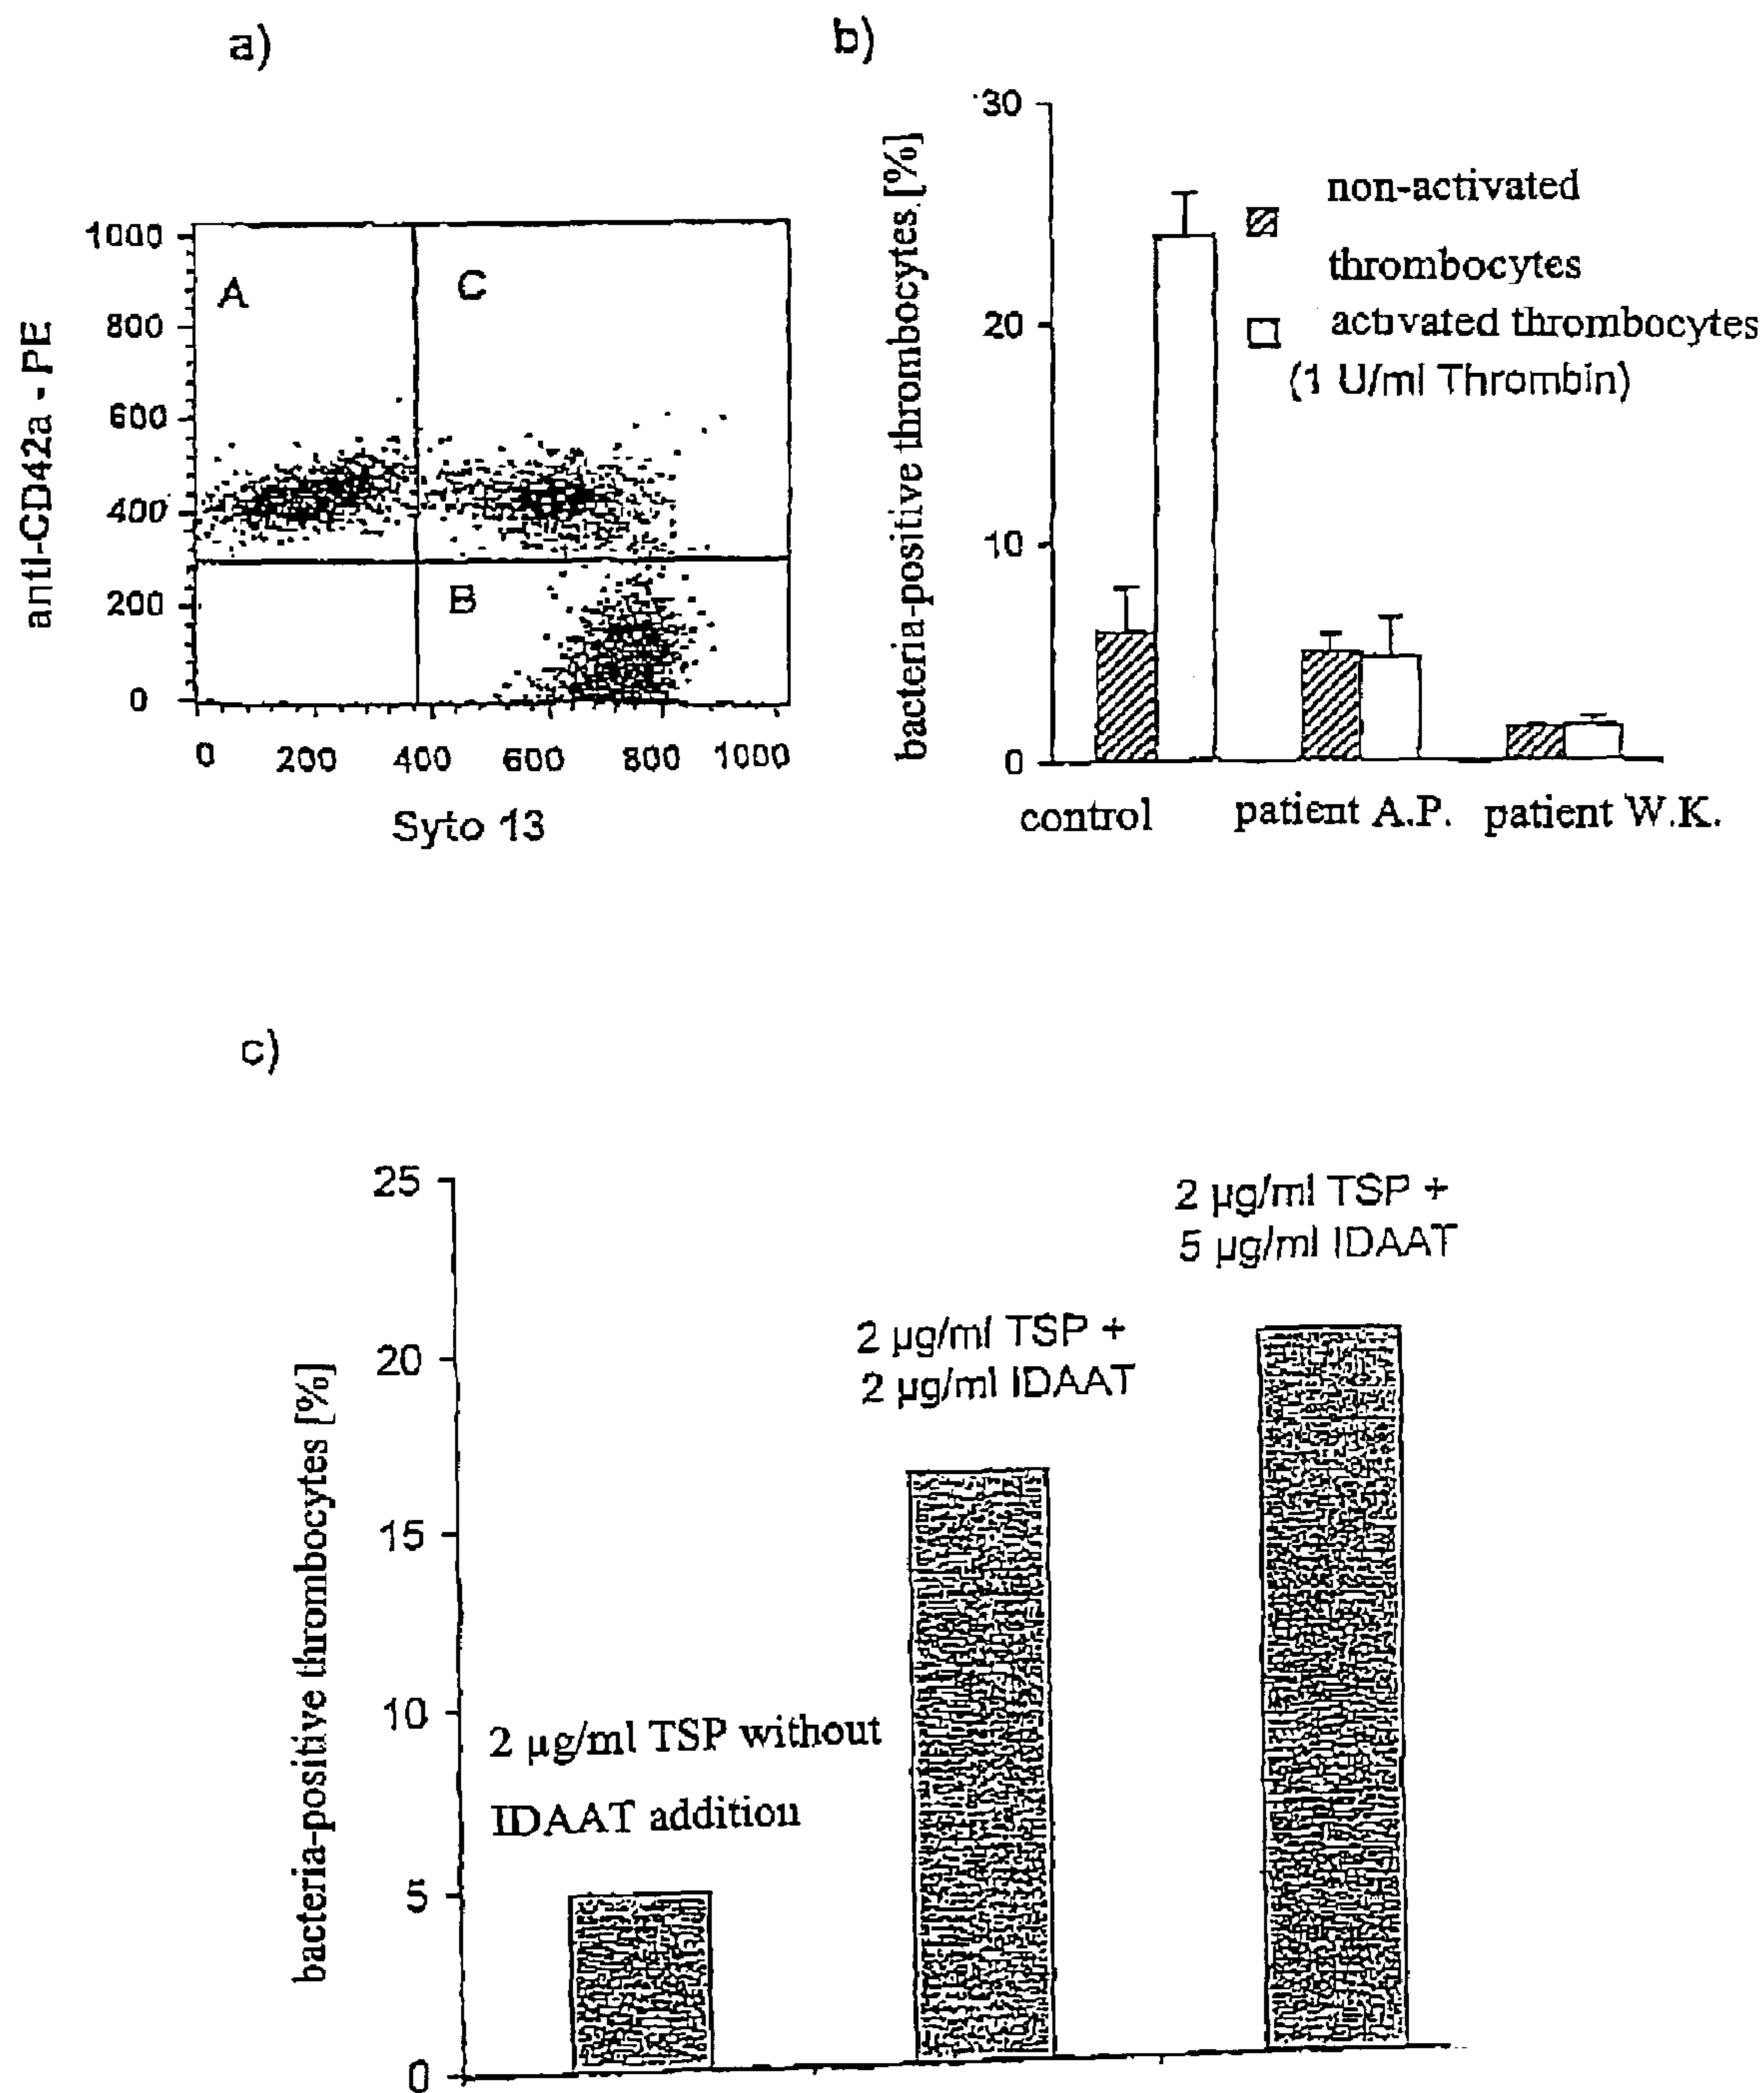 a)
anti-CD42a - PE
1000
800
600
400
200
0
A
C
B
0 200 400 600 800 1000
Syto 13
b)
bacteria-positive thrombocytes [%]
30
20
10
0
non-activated
thrombocytes
activated thrombocytes
(1 U/ml Thrombin)
control patient A.P. patient W.K.
c)
bacteria-positive thrombocytes [%]
25
20
15
10
5
0
2 µg/ml TSP without
IDAAT addition
2 µg/ml TSP +
2 µg/ml IDAAT
2 µg/ml TSP +
5 µg/ml IDAAT